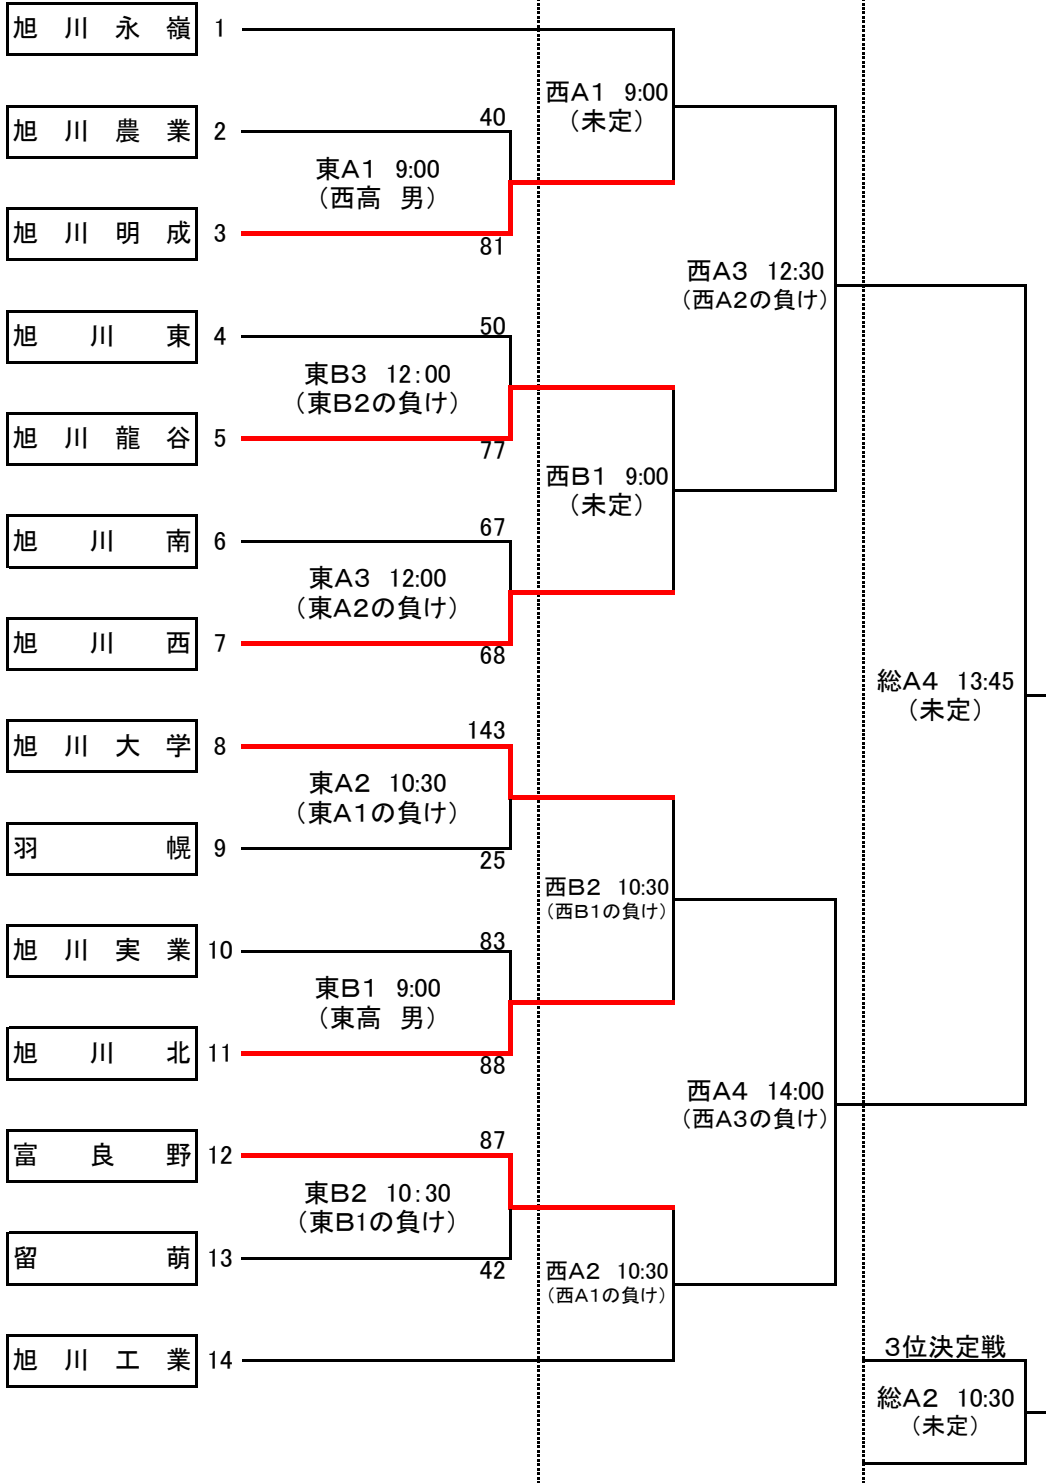 旭川永嶺 1
西A1 9:00
(未定)
旭川農業 2
40
東A1 9:00
(西高 男)
旭川明成 3
81
西A3 12:30
(西A2の負け)
旭川東 4
50
東B3 12:00
(東B2の負け)
旭川龍谷 5
77
西B1 9:00
(未定)
旭川南 6
67
東A3 12:00
(東A2の負け)
旭川西 7
68
総A4 13:45
(未定)
旭川大学 8
143
東A2 10:30
(東A1の負け)
羽幌 9
25
西B2 10:30
(西B1の負け)
旭川実業 10
83
東B1 9:00
(東高 男)
旭川北 11
88
西A4 14:00
(西A3の負け)
富良野 12
87
東B2 10:30
(東B1の負け)
留萌 13
42
西A2 10:30
(西A1の負け)
旭川工業 14
3位決定戦
総A2 10:30
(未定)